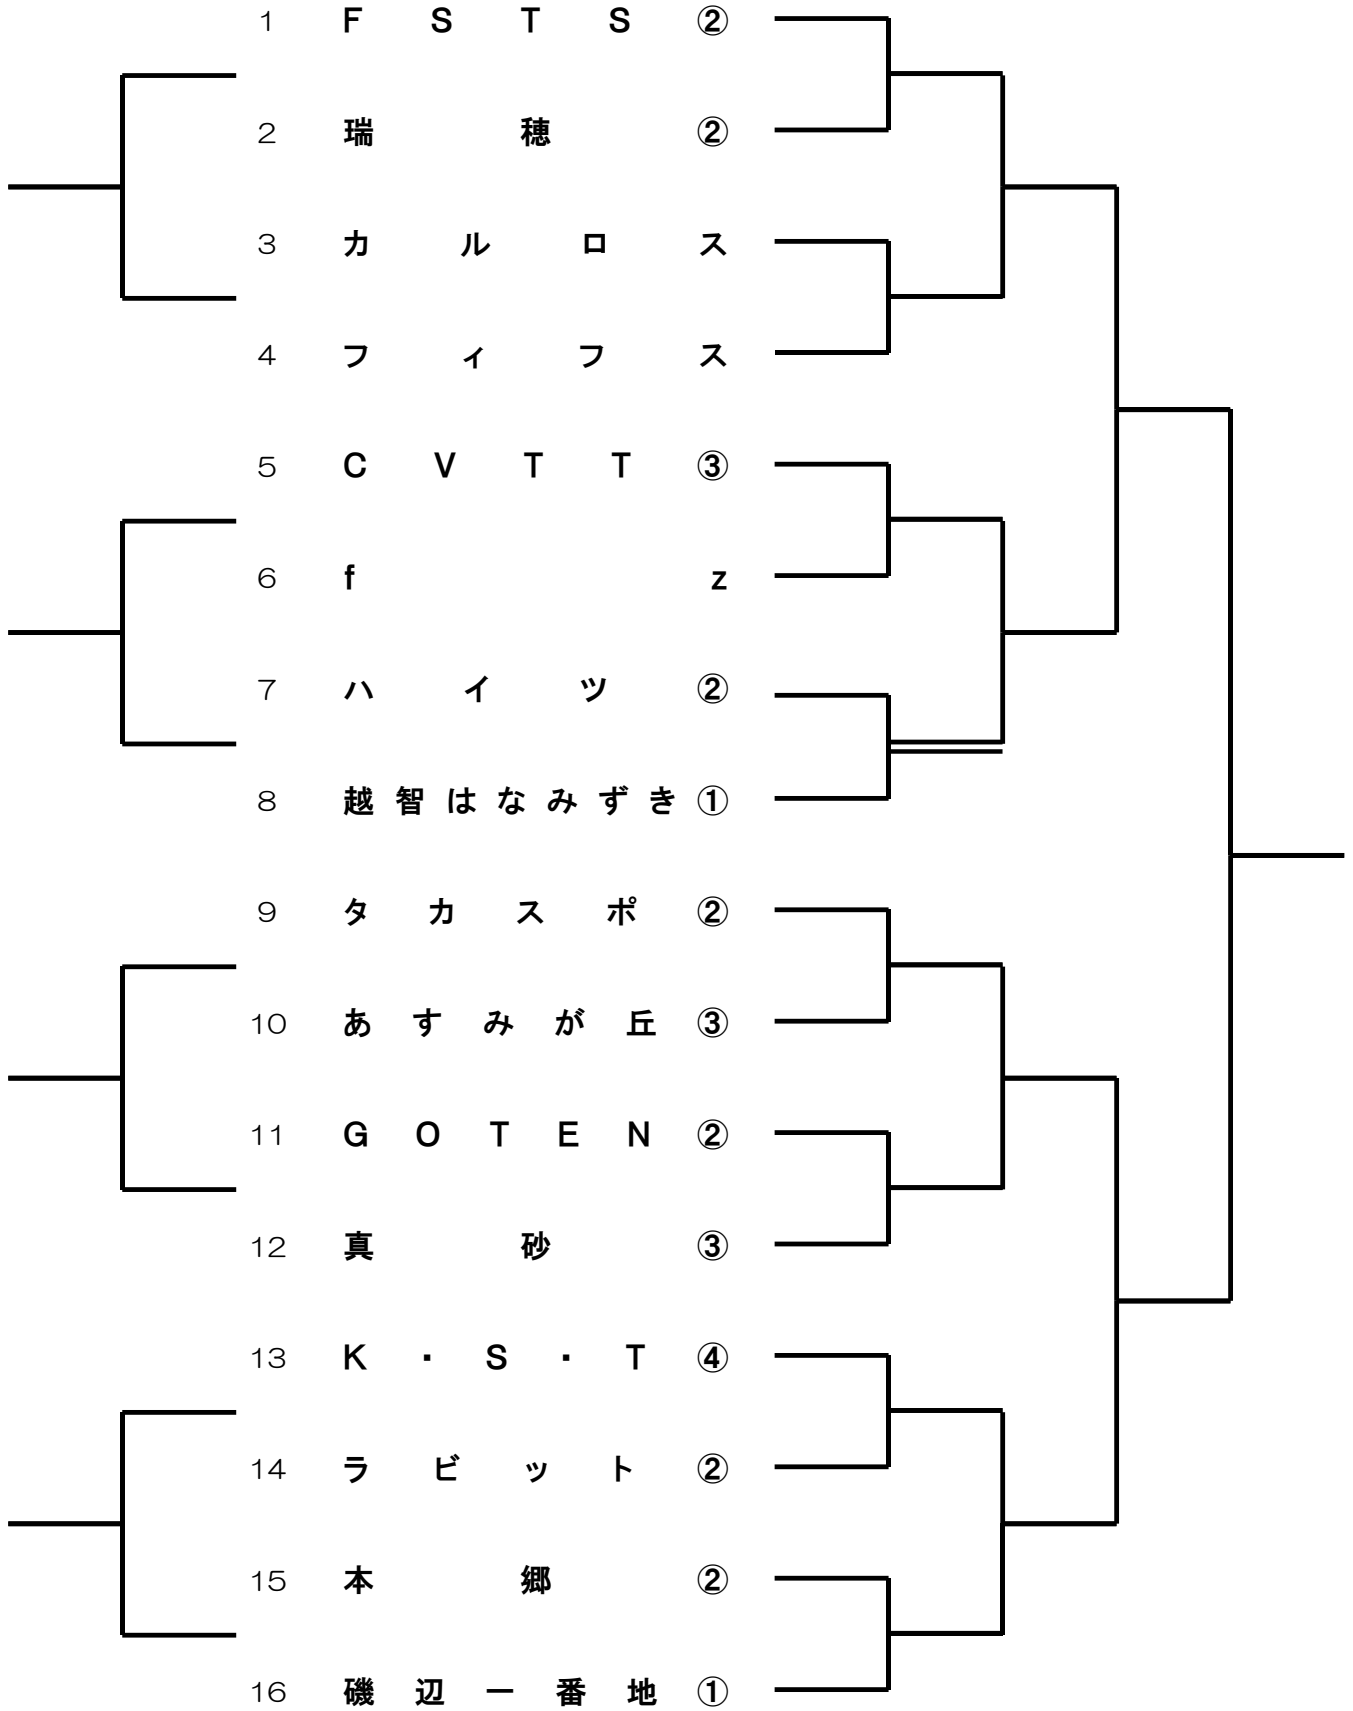 1 F S T S ②
2 瑞 穂 ②
3 カ ル ロ ス
4 フ ィ フ ス
5 C V T T ③
6 f z
7 ハ イ ツ ②
8 越 智 は な み ず き ①
9 タ カ ス ポ ②
10 あ す み が 丘 ③
11 G O T E N ②
12 真 砂 ③
13 K ・ S ・ T ④
14 ラ ビ ッ ト ②
15 本 郷 ②
16 磯 辺 一 番 地 ①